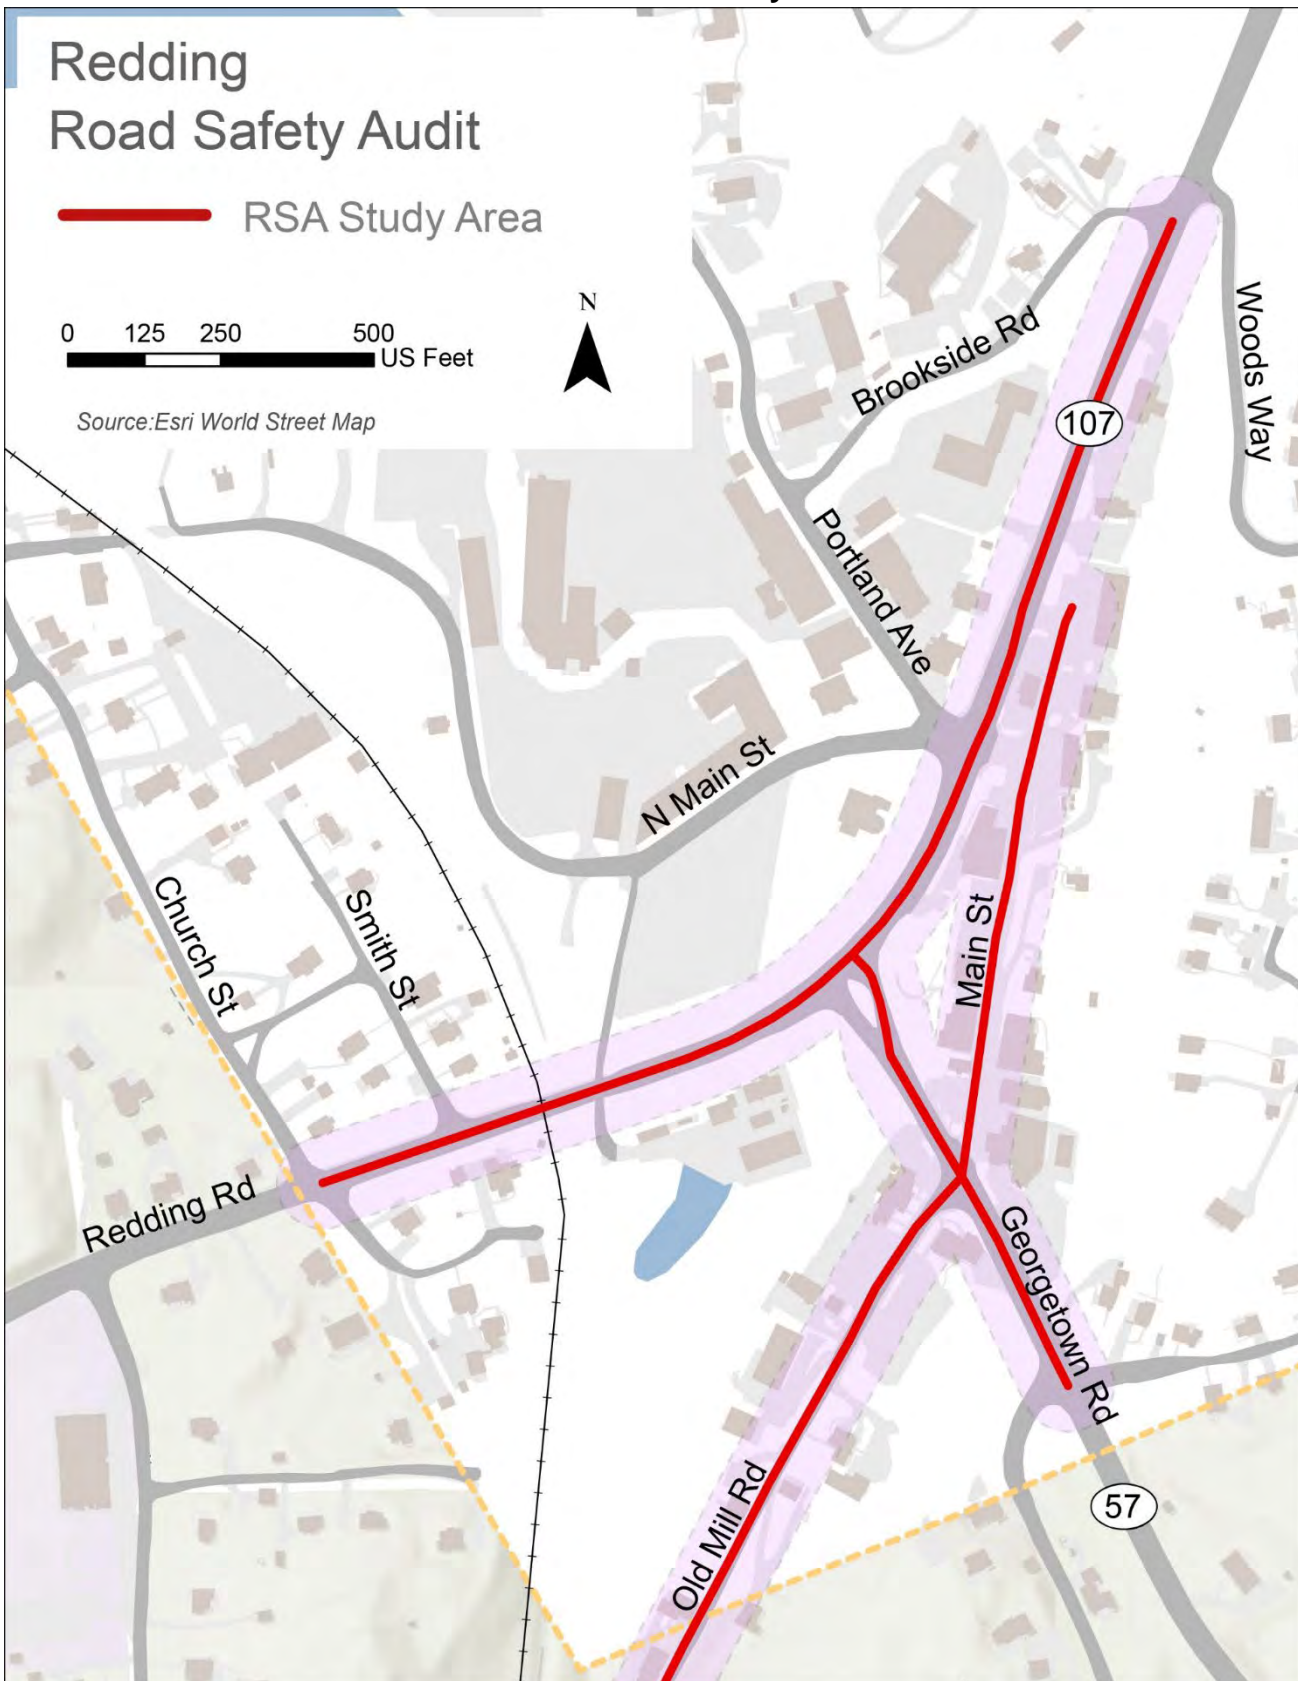 Redding
Road Safety Audit
RSA Study Area
N
0 125 250 500
US Feet
Source:Esri World Street Map
Brookside Rd
Woods Way
107
Portland Ave
N Main St
Church St
Smith St
Main St
Redding Rd
Georgetown Rd
Old Mill Rd
57